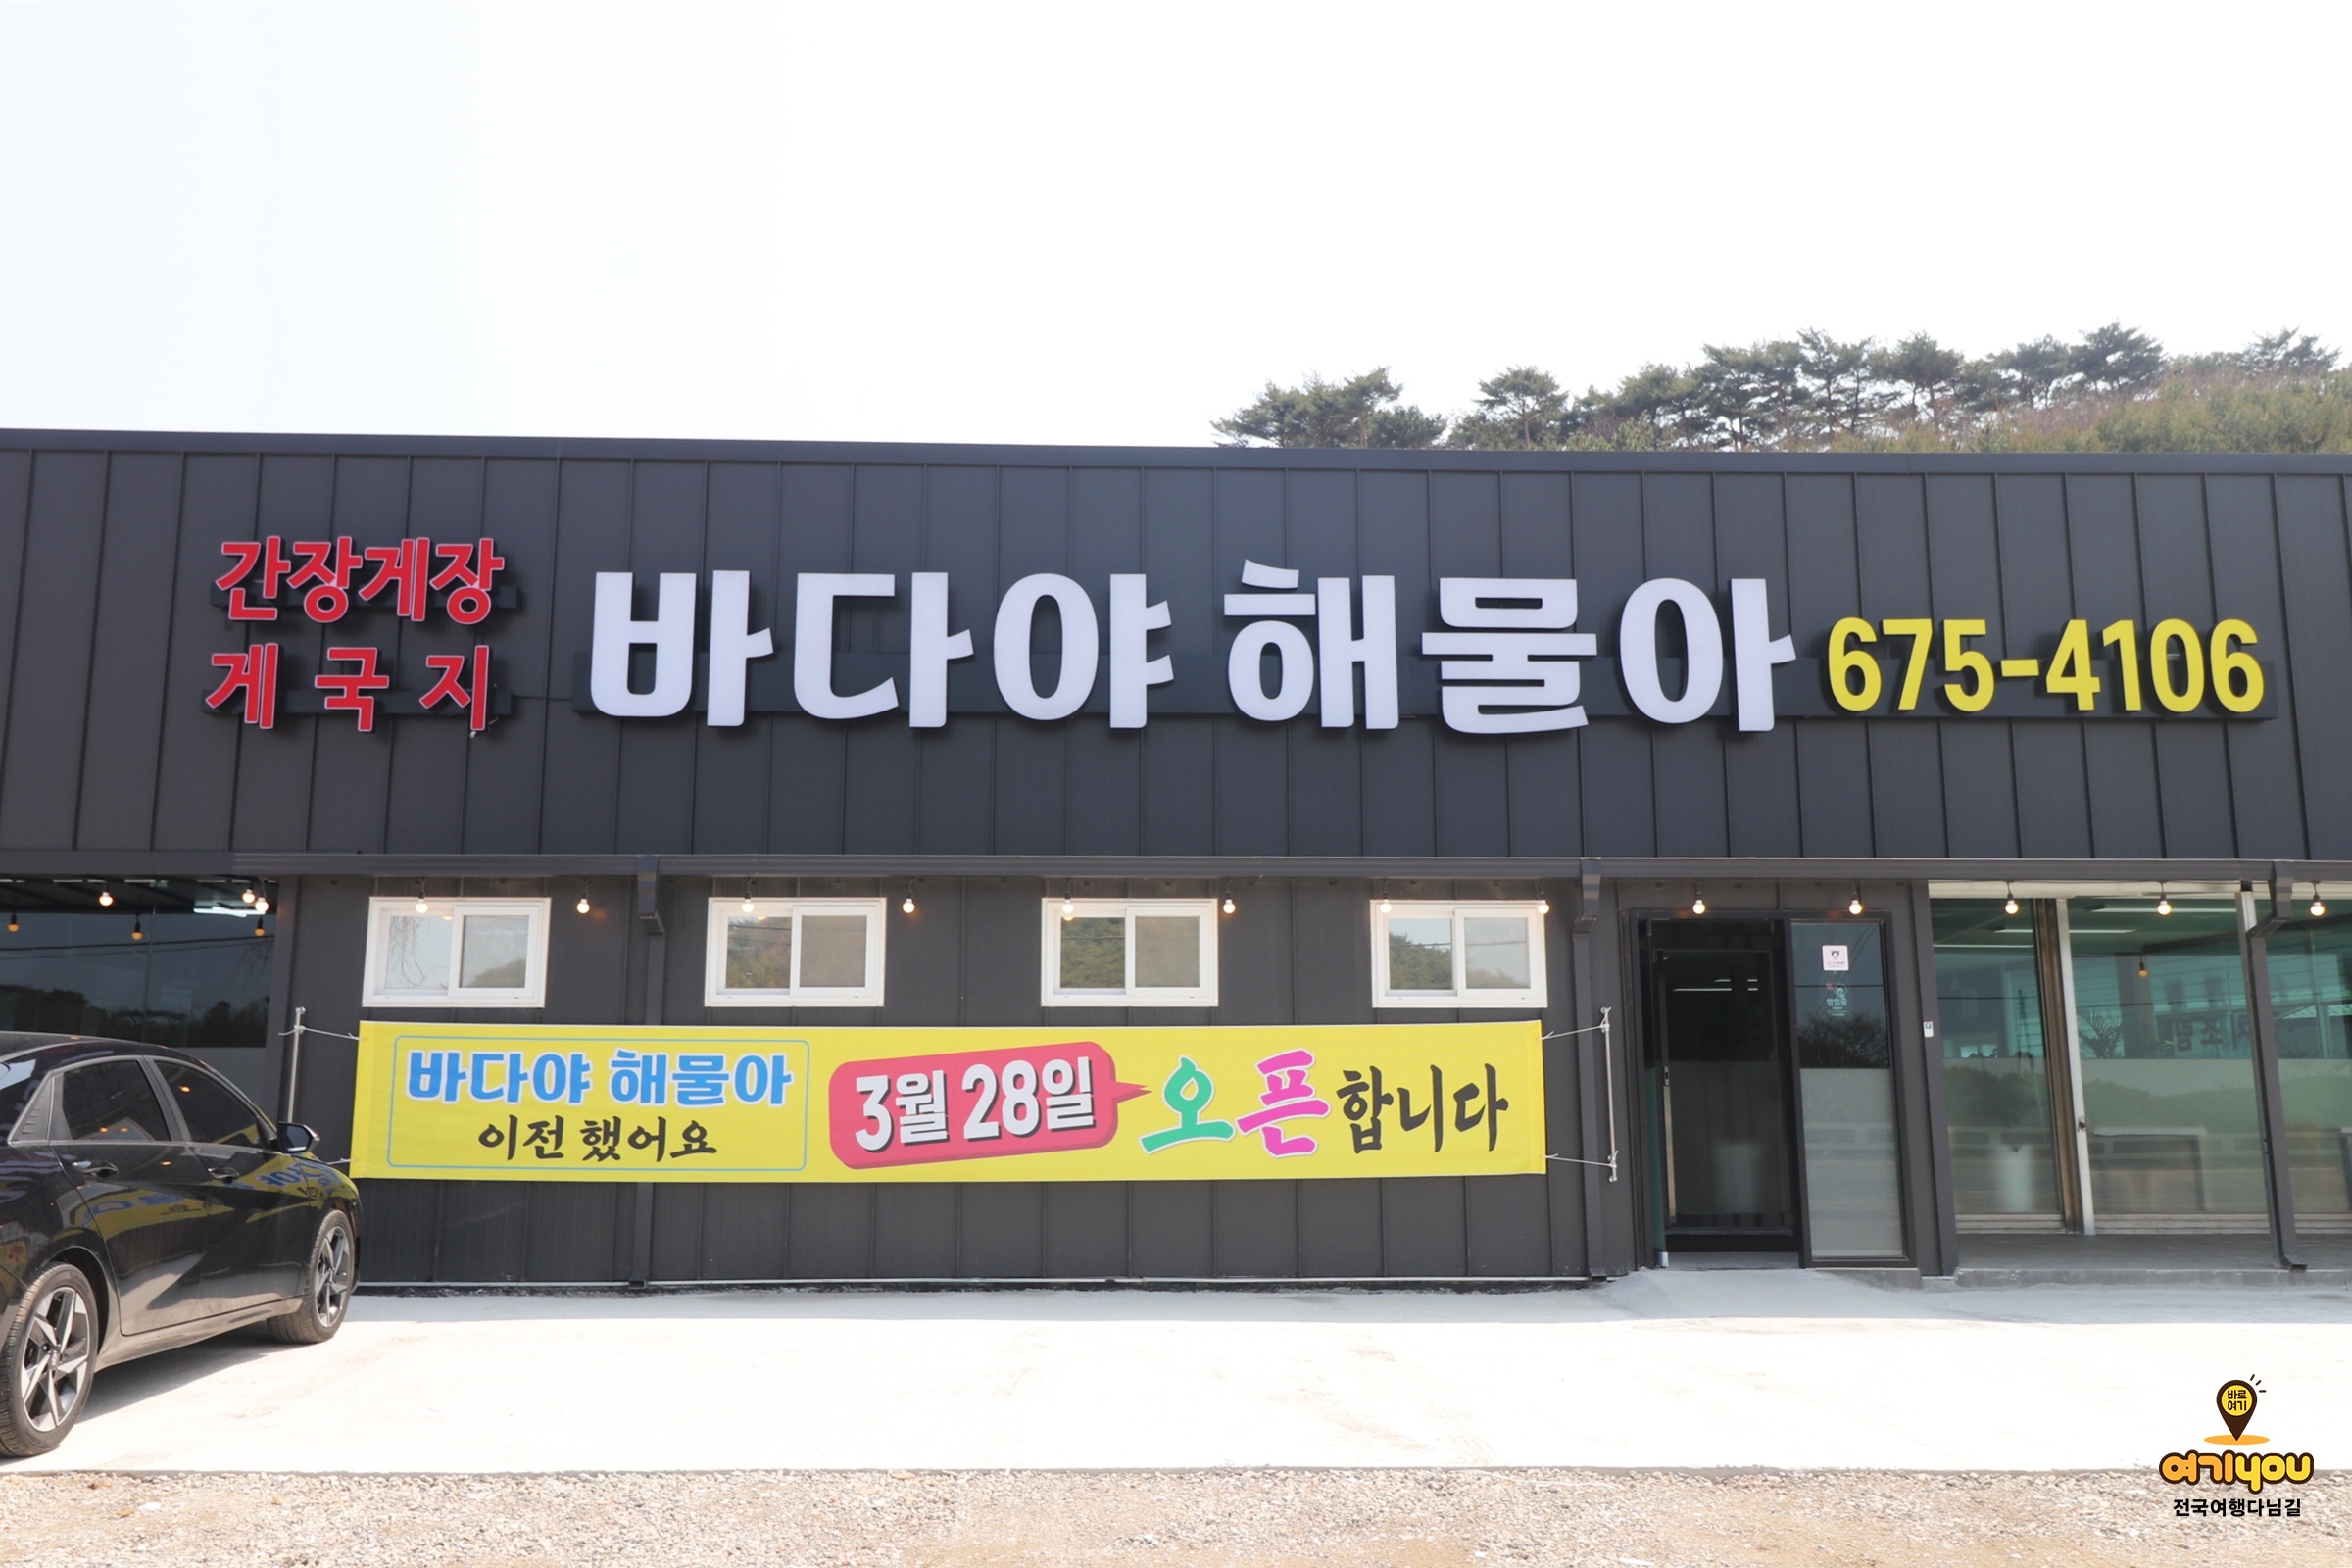 간장게장
게국지
바다야 해물아 675-4106
바다야 해물아
이전 했어요
3월 28일 오픈합니다
바로
여기
여기you
전국여행다님길